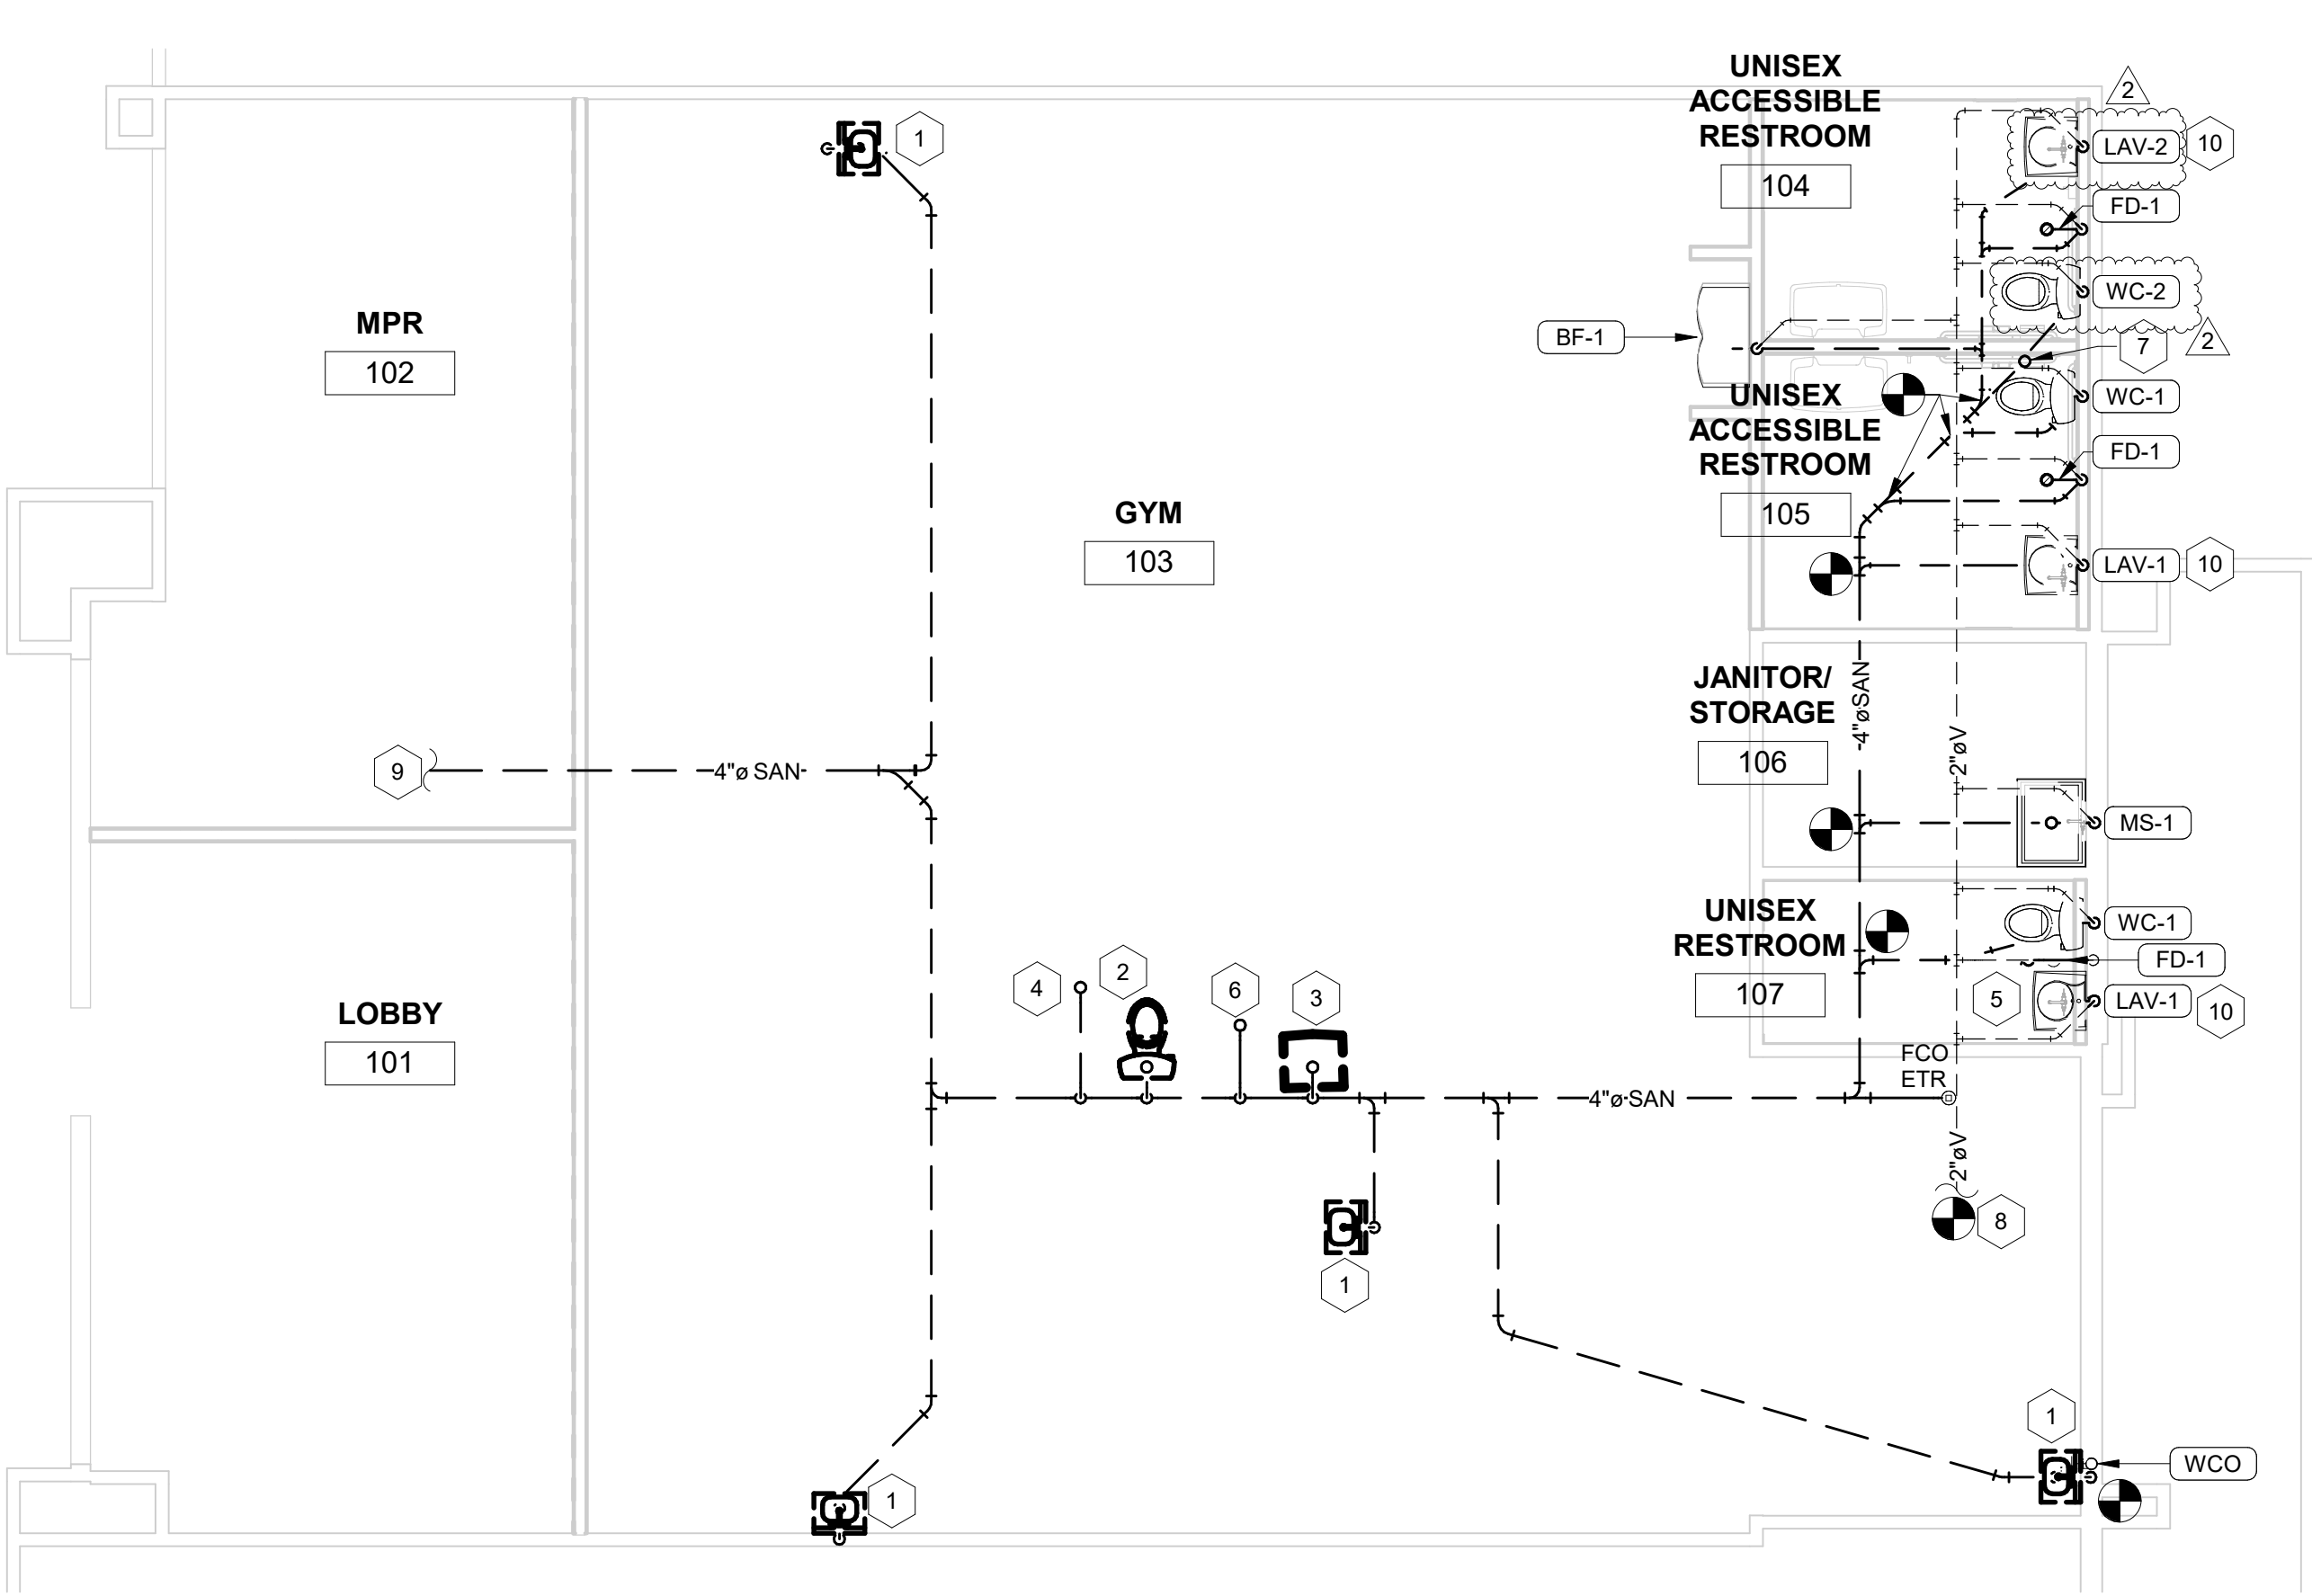 UNISEX
ACCESSIBLE
RESTROOM
104
2
LAV-2
10
FD-1
WC-2
2
7
BF-1
WC-1
UNISEX
ACCESSIBLE
RESTROOM
105
FD-1
LAV-1
10
1
MPR
102
GYM
103
9
4"ø SAN
JANITOR/
STORAGE
106
4"ø SAN
2"øV
MS-1
UNISEX
RESTROOM
107
WC-1
FD-1
5
LAV-1
10
LOBBY
101
4
2
6
3
FCO
ETR
4"ø SAN
2"øV
8
1
1
WCO
1